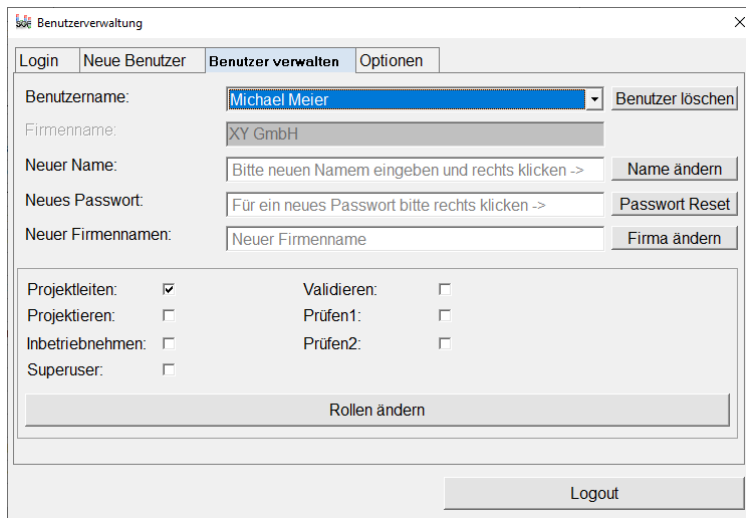 Benutzerverwaltung
Login Neue Benutzer Benutzer verwalten Optionen
Benutzername: Michael Meier Benutzer löschen
Firmenname: XY GmbH
Neuer Name: Bitte neuen Namem eingeben und rechts klicken -> Name ändern
Neues Passwort: Für ein neues Passwort bitte rechts klicken -> Passwort Reset
Neuer Firmennamen: Neuer Firmenname Firma ändern
Projektleiten: Validieren:
Projektieren: Prüfen1:
Inbetriebnehmen: Prüfen2:
Superuser:
Rollen ändern
Logout